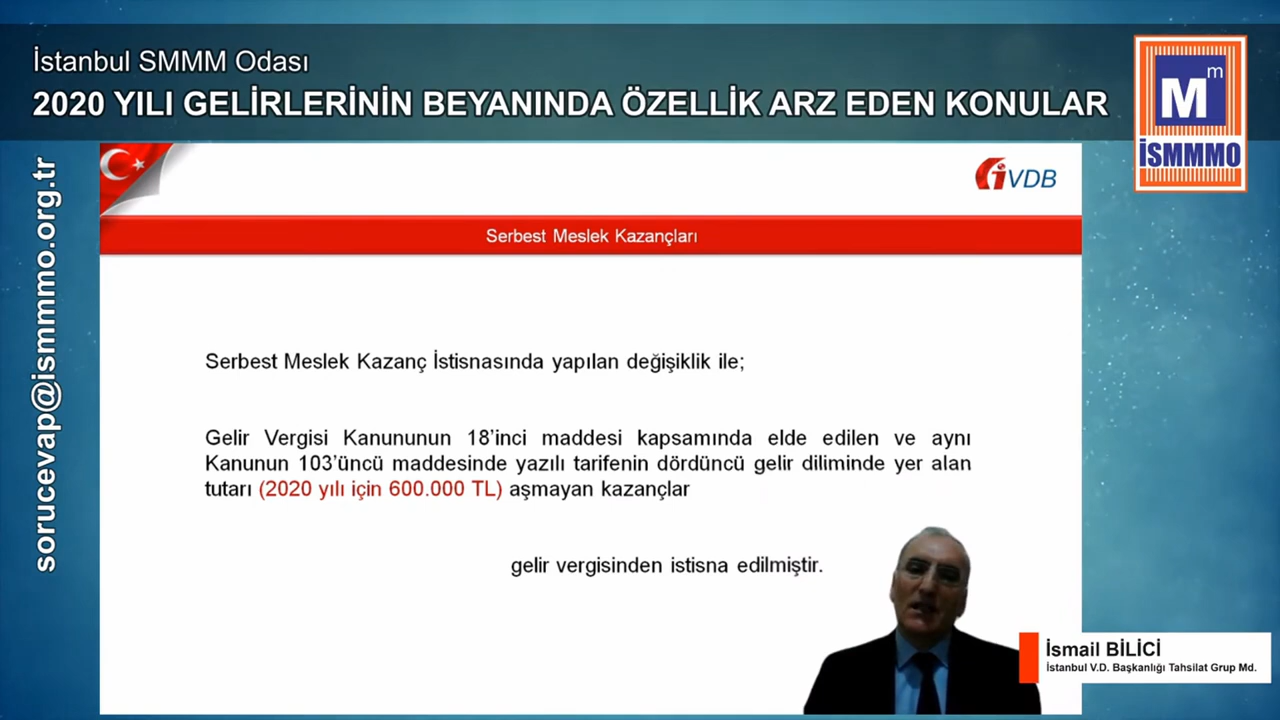 İstanbul SMMM Odası
2020 YILI GELİRLERİNİN BEYANINDA ÖZELLİK ARZ EDEN KONULAR
Mm
İSMMMO
sorucevap@ismmmo.org.tr
iVDB
Serbest Meslek Kazançları
Serbest Meslek Kazanç İstisnasında yapılan değişiklik ile;
Gelir Vergisi Kanununun 18’inci maddesi kapsamında elde edilen ve aynı
Kanunun 103’üncü maddesinde yazılı tarifenin dördüncü gelir diliminde yer alan
tutarı (2020 yılı için 600.000 TL) aşmayan kazançlar
gelir vergisinden istisna edilmiştir.
İsmail BİLİCİ
İstanbul V.D. Başkanlığı Tahsilat Grup Md.